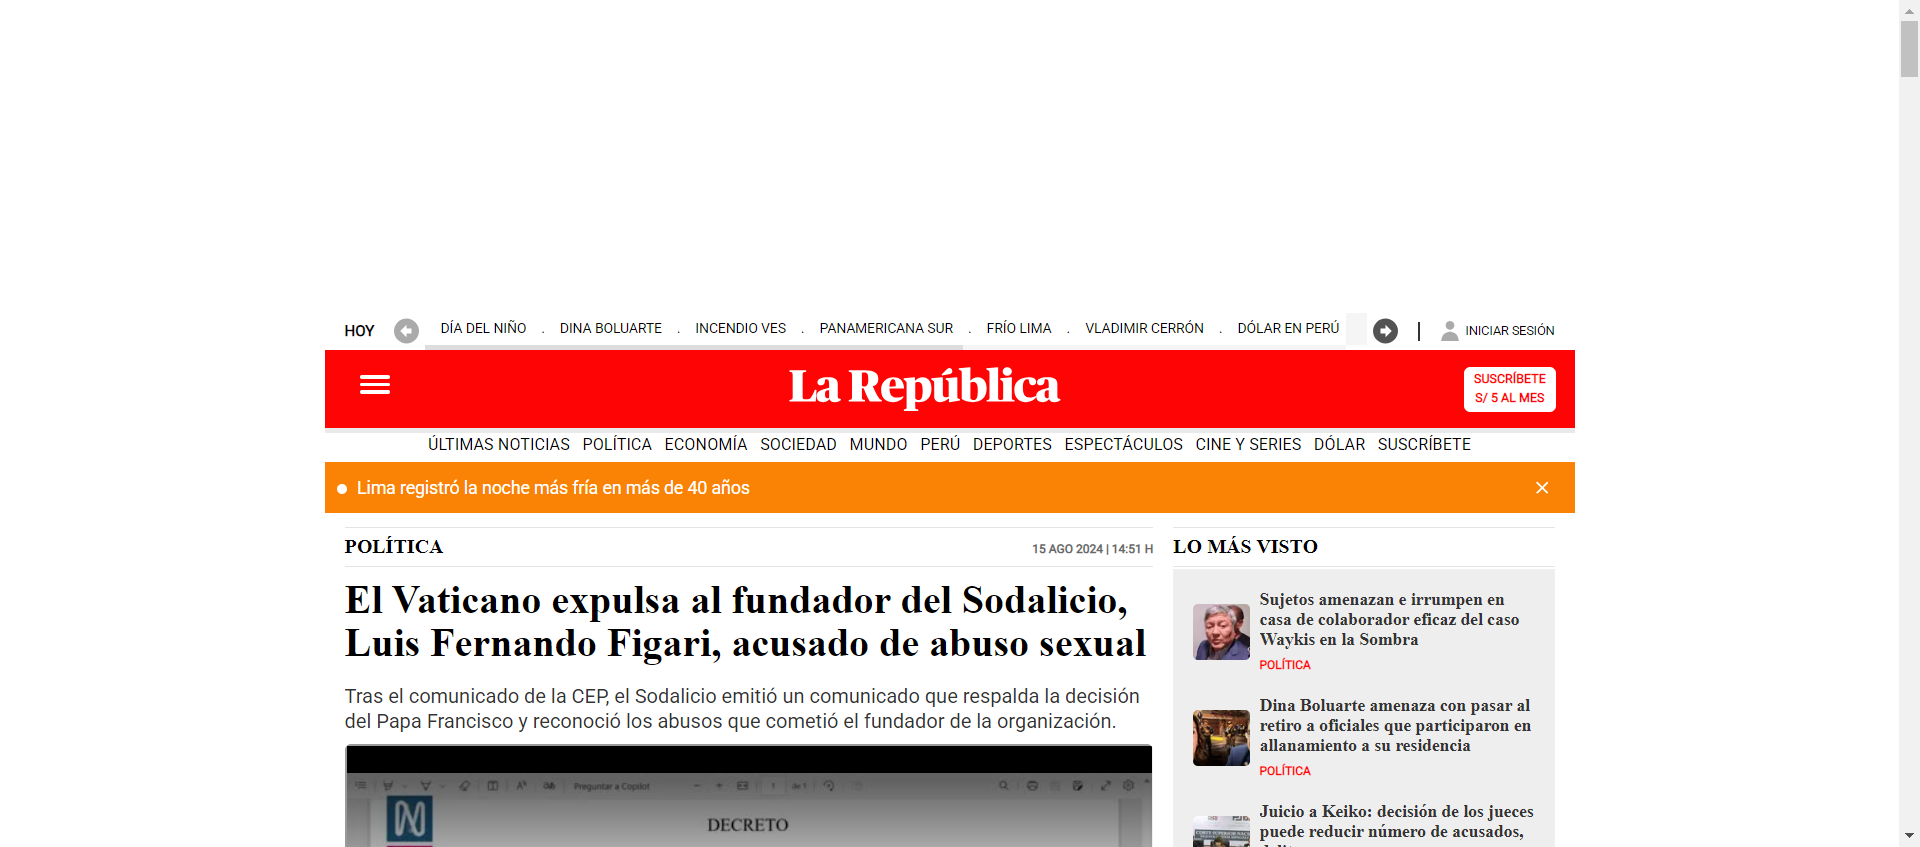 HOY
DÍA DEL NIÑO . DINA BOLUARTE . INCENDIO VES . PANAMERICANA SUR . FRÍO LIMA . VLADIMIR CERRÓN . DÓLAR EN PERÚ
INICIAR SESIÓN
La República
SUSCRÍBETE
S/ 5 AL MES
ÚLTIMAS NOTICIAS POLÍTICA ECONOMÍA SOCIEDAD MUNDO PERÚ DEPORTES ESPECTÁCULOS CINE Y SERIES DÓLAR SUSCRÍBETE
Lima registró la noche más fría en más de 40 años
POLÍTICA
15 AGO 2024 | 14:51 H
El Vaticano expulsa al fundador del Sodalicio,
Luis Fernando Figari, acusado de abuso sexual
Tras el comunicado de la CEP, el Sodalicio emitió un comunicado que respalda la decisión
del Papa Francisco y reconoció los abusos que cometió el fundador de la organización.
Preguntar a Copilot
1 de 1
DECRETO
LO MÁS VISTO
Sujetos amenazan e irrumpen en
casa de colaborador eficaz del caso
Waykis en la Sombra
POLÍTICA
Dina Boluarte amenaza con pasar al
retiro a oficiales que participaron en
allanamiento a su residencia
POLÍTICA
Juicio a Keiko: decisión de los jueces
puede reducir número de acusados,